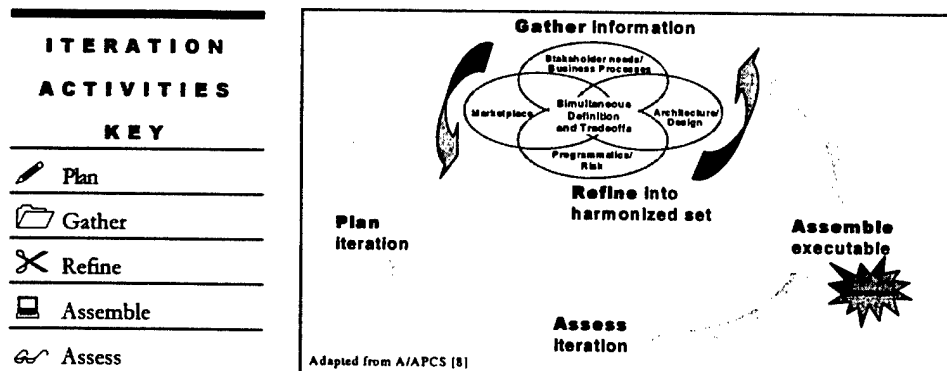 ITERATION
ACTIVITIES
KEY
Plan
Gather
Refine
Assemble
Assess
Gather information
Stakeholder needs/
Business Processes
Marketplace
Simultaneous
Definition
and Tradeoffs
Architecture/
Design
Programmatics/
Risk
Refine into
harmonized set
Plan
iteration
Assemble
executable
Assess
iteration
Adapted from A/APCS [8]